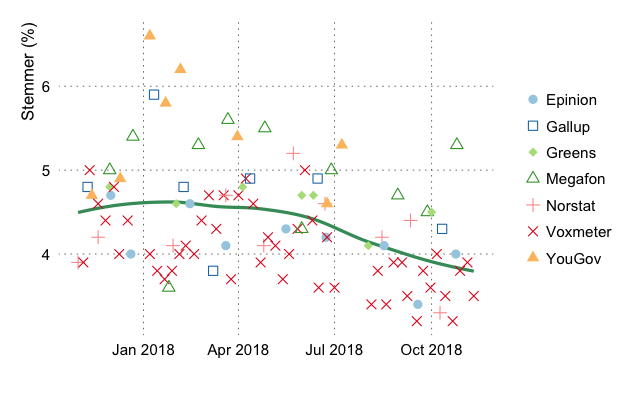 Stemmer (%)
6
5
4
Jan 2018
Apr 2018
Jul 2018
Oct 2018
Epinion
Gallup
Greens
Megafon
Norstat
Voxmeter
YouGov